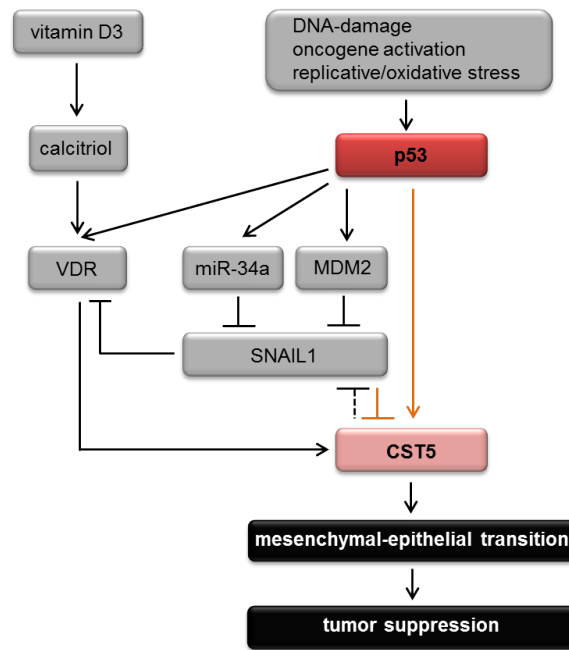 vitamin D3
DNA-damage
oncogene activation
replicative/oxidative stress
calcitriol
p53
VDR
miR-34a
MDM2
SNAIL1
CST5
mesenchymal-epithelial transition
tumor suppression